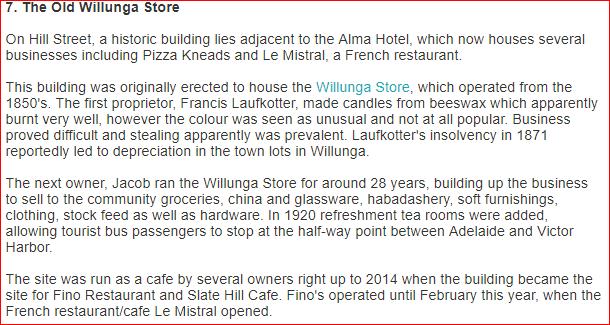 7. The Old Willunga Store
On Hill Street, a historic building lies adjacent to the Alma Hotel, which now houses several
businesses including Pizza Kneads and Le Mistral, a French restaurant.
This building was originally erected to house the Willunga Store, which operated from the
1850's. The first proprietor, Francis Laufkotter, made candles from beeswax which apparently
burnt very well, however the colour was seen as unusual and not at all popular. Business
proved difficult and stealing apparently was prevalent. Laufkotter's insolvency in 1871
reportedly led to depreciation in the town lots in Willunga.
The next owner, Jacob ran the Willunga Store for around 28 years, building up the business
to sell to the community groceries, china and glassware, habadashery, soft furnishings,
clothing, stock feed as well as hardware. In 1920 refreshment tea rooms were added,
allowing tourist bus passengers to stop at the half-way point between Adelaide and Victor
Harbor.
The site was run as a cafe by several owners right up to 2014 when the building became the
site for Fino Restaurant and Slate Hill Cafe. Fino's operated until February this year, when the
French restaurant/cafe Le Mistral opened.